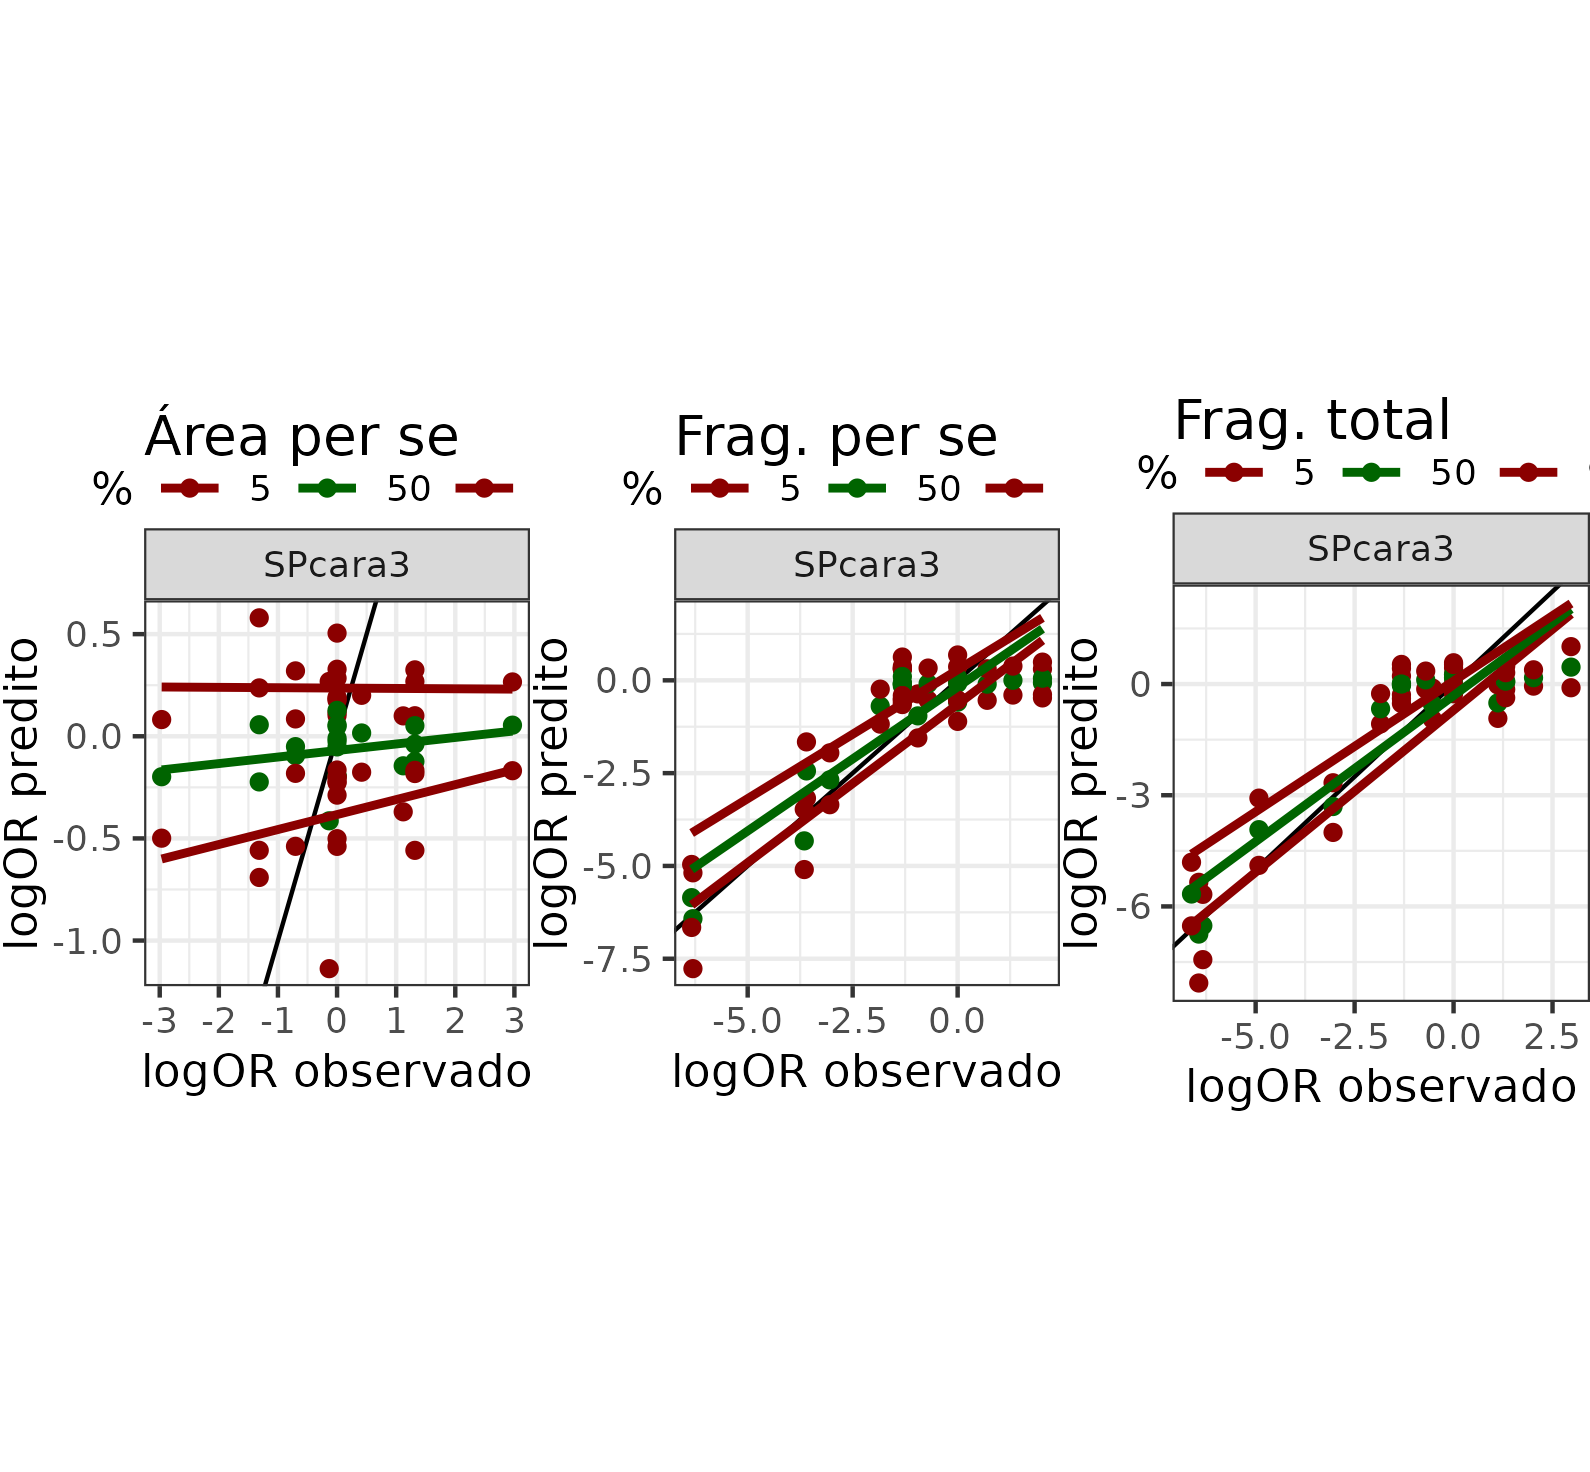 Área per se
% 5 50
SPcara3
logOR predito
0.5
0.0
-0.5
-1.0
-3 -2 -1 0 1 2 3
logOR observado
Frag. per se
% 5 50
SPcara3
logOR predito
0.0
-2.5
-5.0
-7.5
-5.0 -2.5 0.0
logOR observado
Frag. total
% 5 50
SPcara3
logOR predito
0
-3
-6
-5.0 -2.5 0.0 2.5
logOR observado